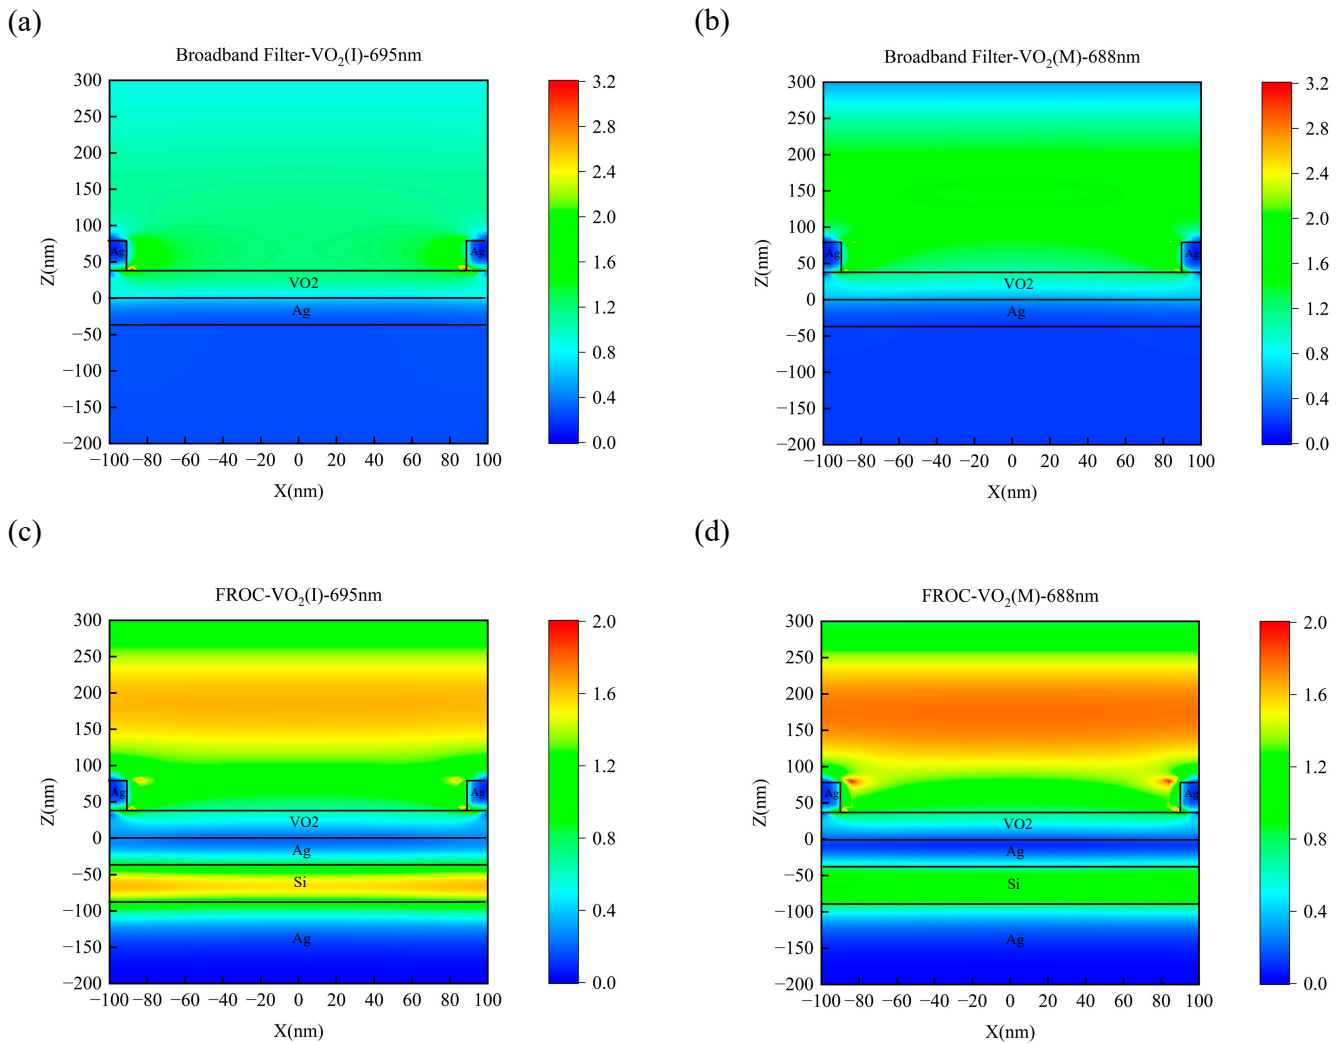 (a)
Broadband Filter-VO₂(I)-695nm
300
250
200
150
100
50
0
−50
−100
−150
−200
Z(nm)
Ag
Ag
VO2
Ag
−100 −80 −60 −40 −20 0 20 40 60 80 100
X(nm)
3.2
2.8
2.4
2.0
1.6
1.2
0.8
0.4
0.0
(b)
Broadband Filter-VO₂(M)-688nm
300
250
200
150
100
50
0
−50
−100
−150
−200
Z(nm)
Ag
Ag
VO2
Ag
−100 −80 −60 −40 −20 0 20 40 60 80 100
X(nm)
3.2
2.8
2.4
2.0
1.6
1.2
0.8
0.4
0.0
(c)
FROC-VO₂(I)-695nm
300
250
200
150
100
50
0
−50
−100
−150
−200
Z(nm)
Ag
Ag
VO2
Ag
Si
Ag
−100 −80 −60 −40 −20 0 20 40 60 80 100
X(nm)
2.0
1.6
1.2
0.8
0.4
0.0
(d)
FROC-VO₂(M)-688nm
300
250
200
150
100
50
0
−50
−100
−150
−200
Z(nm)
Ag
Ag
VO2
Ag
Si
Ag
−100 −80 −60 −40 −20 0 20 40 60 80 100
X(nm)
2.0
1.6
1.2
0.8
0.4
0.0